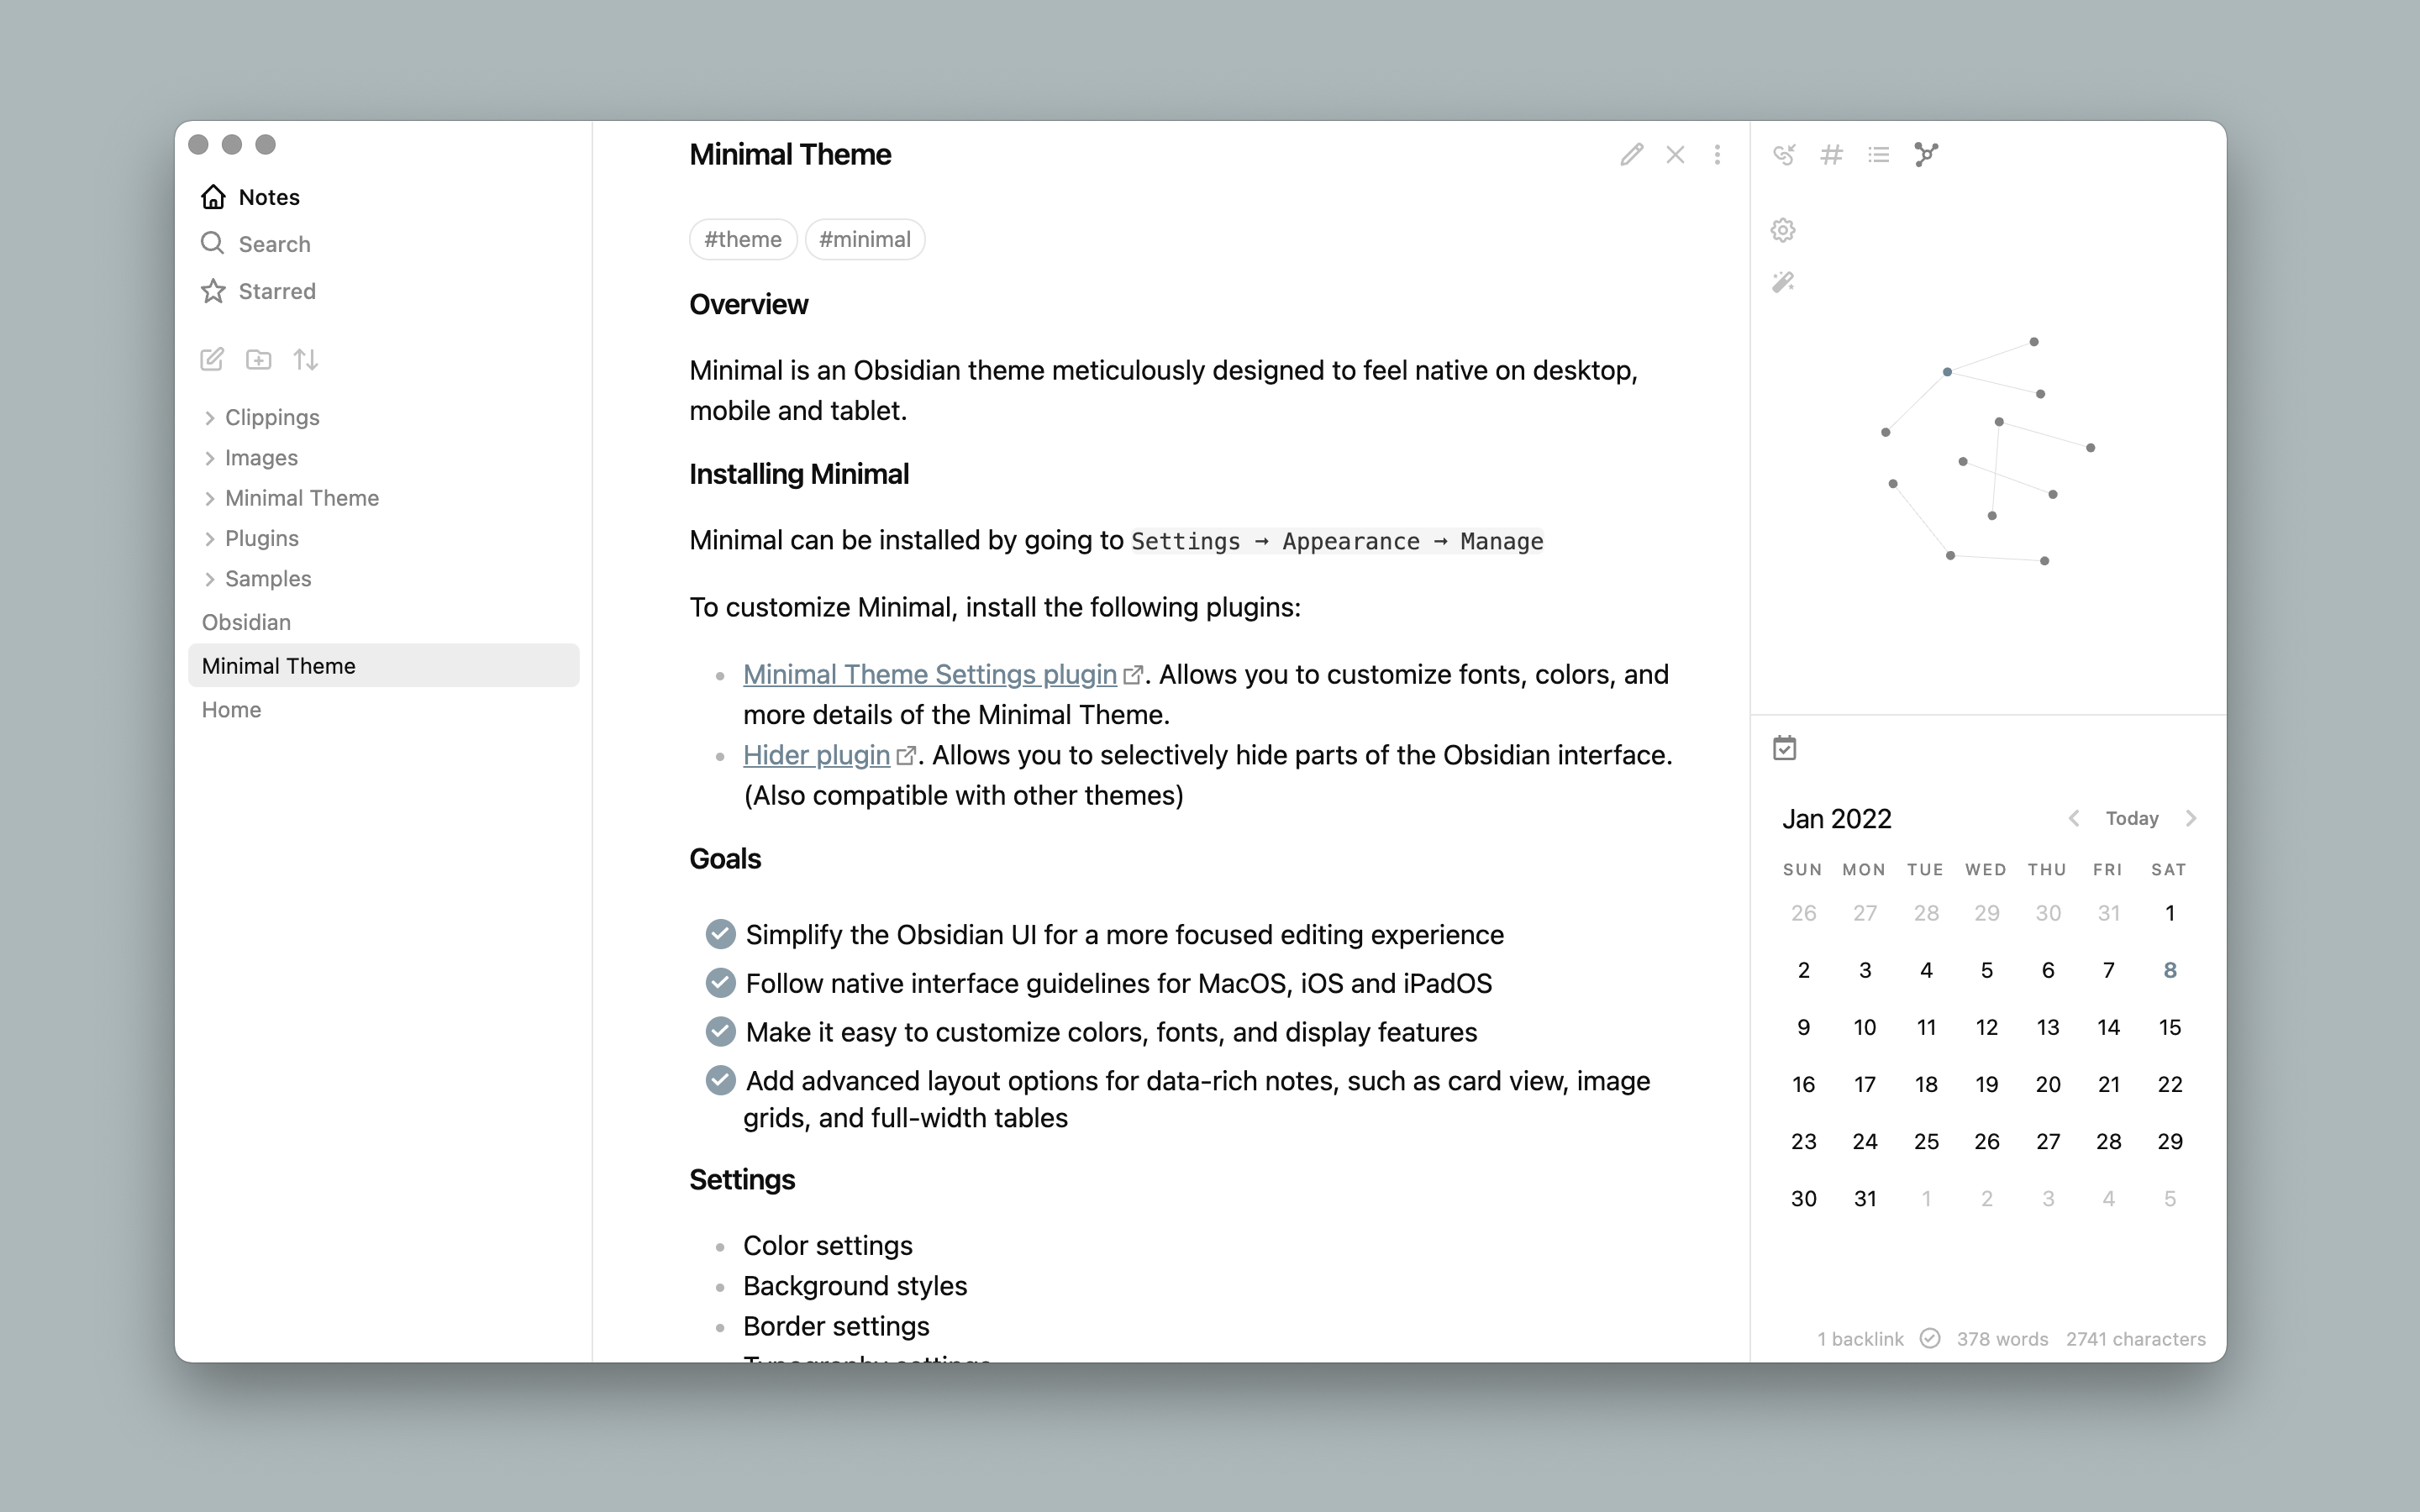 Notes
Search
Starred
Clippings
Images
Minimal Theme
Plugins
Samples
Obsidian
Minimal Theme
Home
Minimal Theme
#theme #minimal
Overview
Minimal is an Obsidian theme meticulously designed to feel native on desktop,
mobile and tablet.
Installing Minimal
Minimal can be installed by going to Settings → Appearance → Manage
To customize Minimal, install the following plugins:
Minimal Theme Settings plugin. Allows you to customize fonts, colors, and
more details of the Minimal Theme.
Hider plugin. Allows you to selectively hide parts of the Obsidian interface.
(Also compatible with other themes)
Goals
Simplify the Obsidian UI for a more focused editing experience
Follow native interface guidelines for MacOS, iOS and iPadOS
Make it easy to customize colors, fonts, and display features
Add advanced layout options for data-rich notes, such as card view, image
grids, and full-width tables
Settings
Color settings
Background styles
Border settings
Typography settings
Jan 2022 Today
SUN MON TUE WED THU FRI SAT
26 27 28 29 30 31 1
2 3 4 5 6 7 8
9 10 11 12 13 14 15
16 17 18 19 20 21 22
23 24 25 26 27 28 29
30 31 1 2 3 4 5
1 backlink 378 words 2741 characters